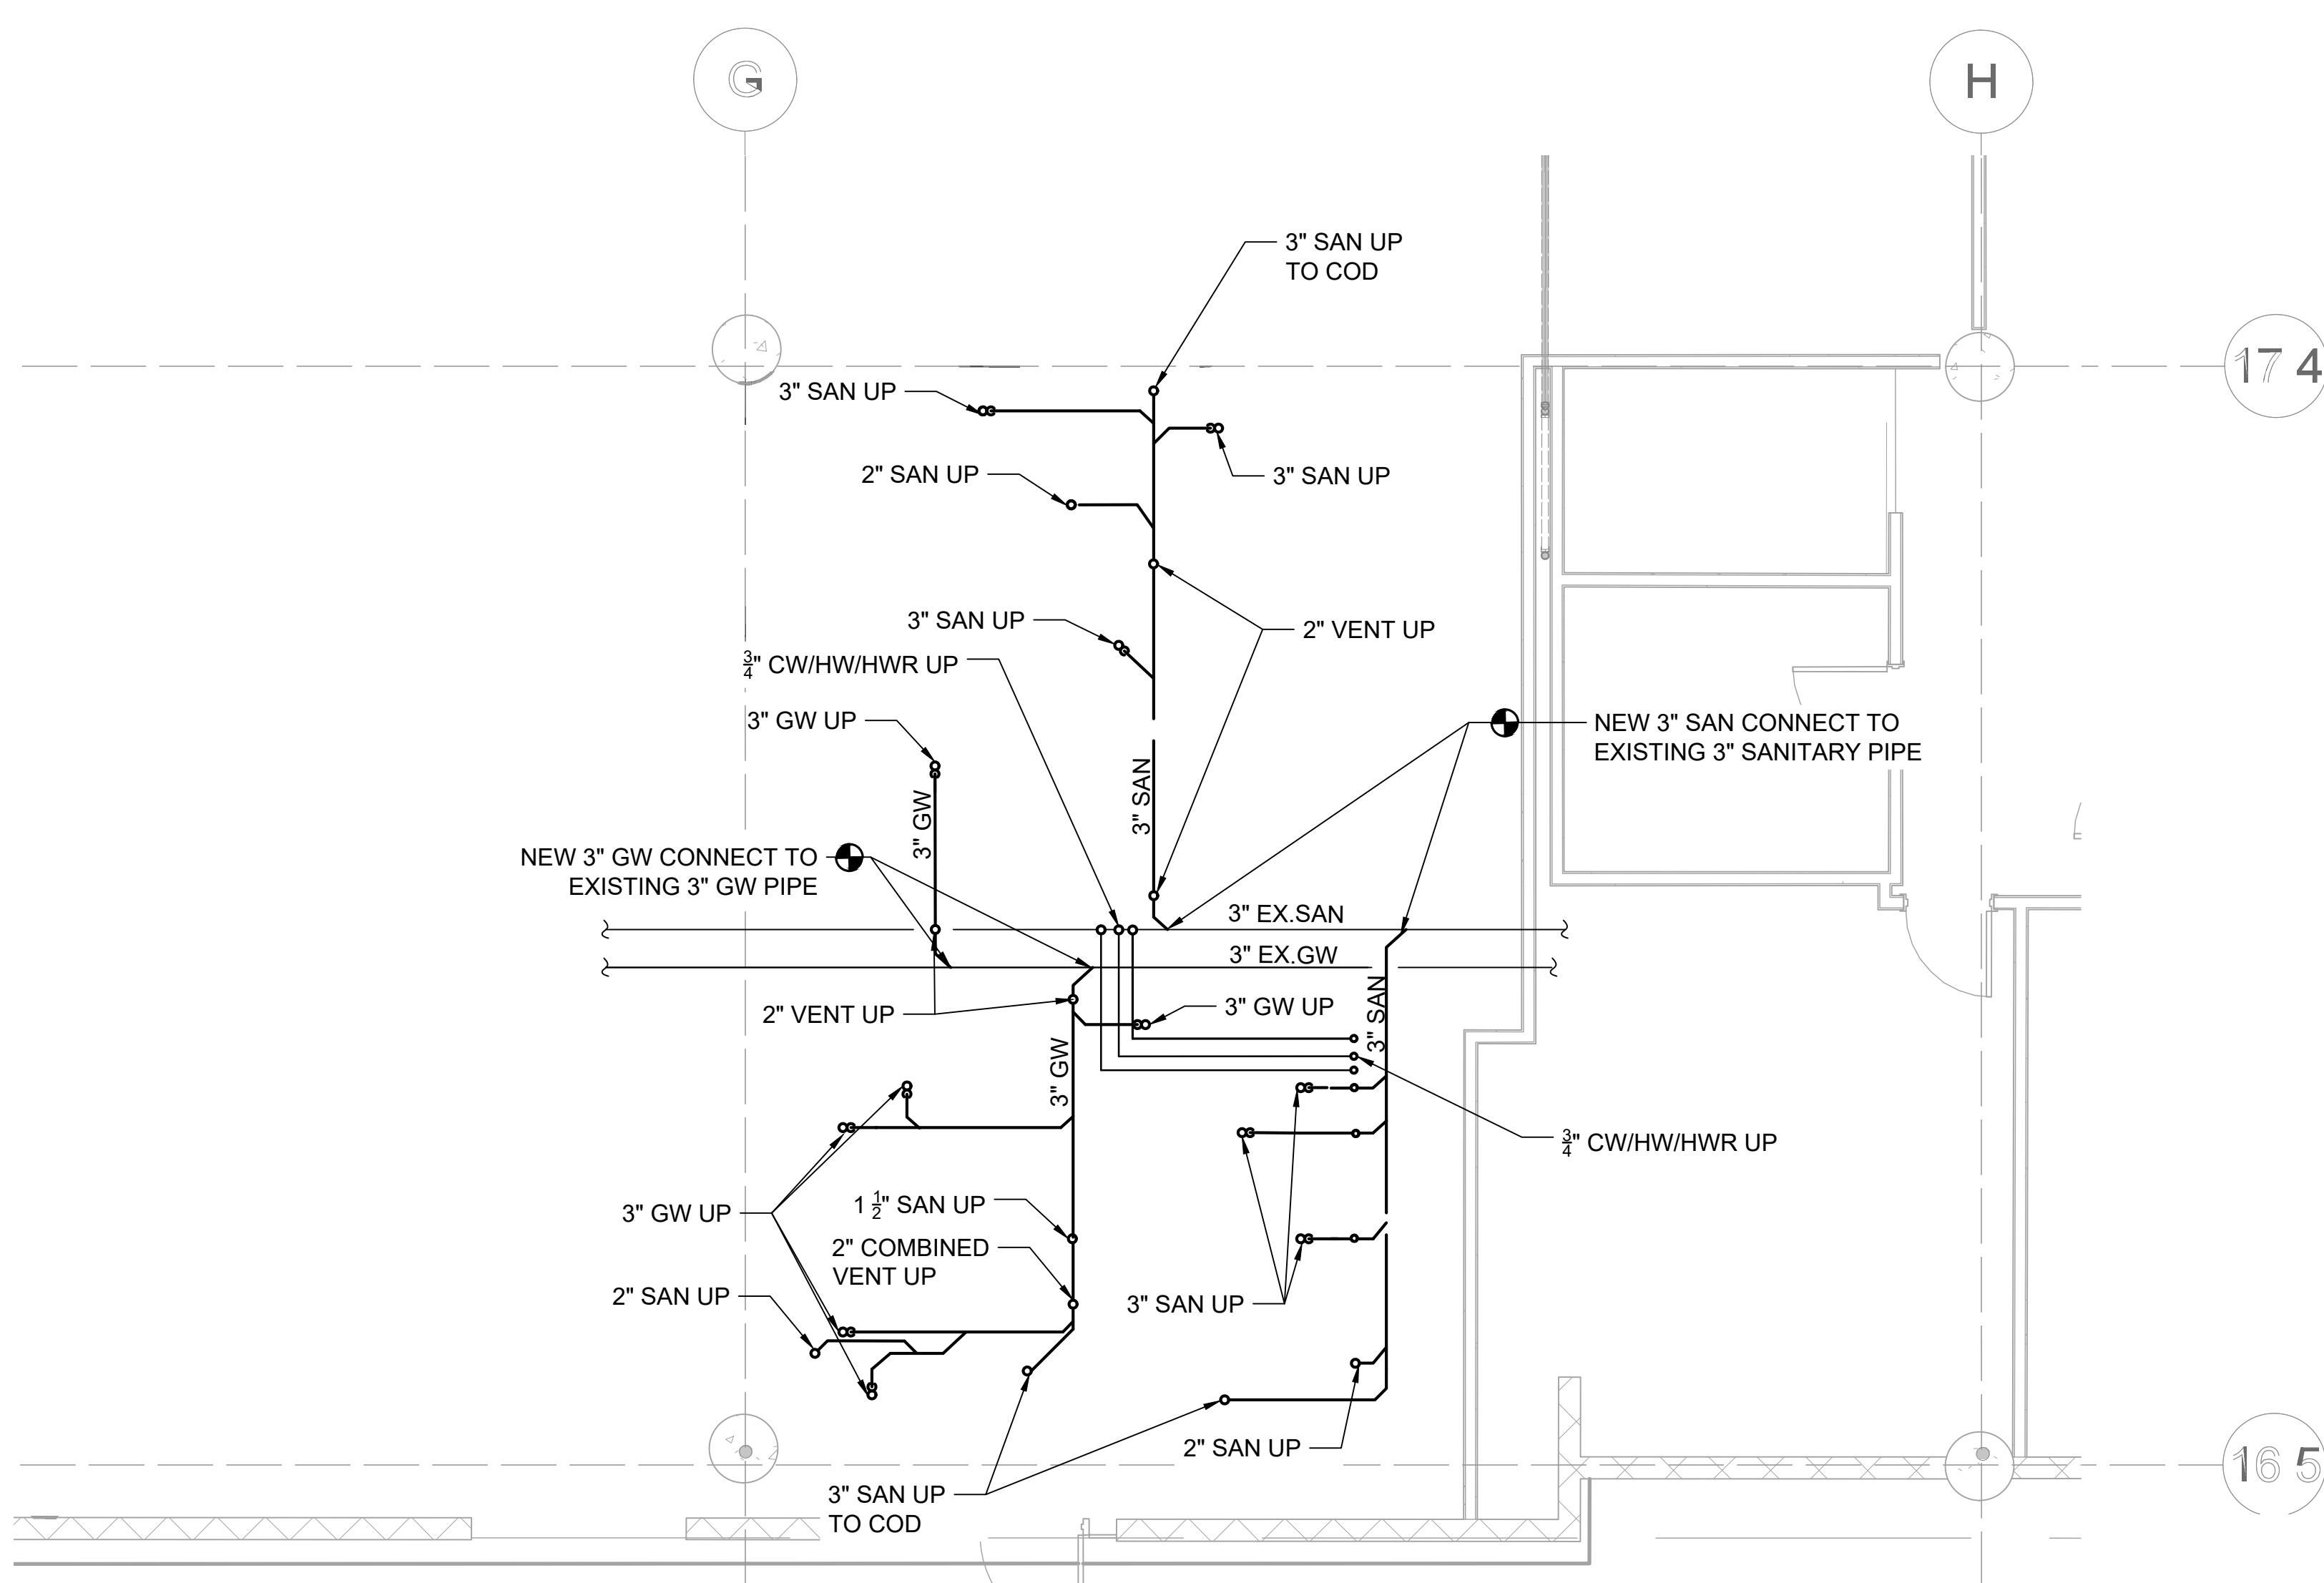 G
H
3" SAN UP
TO COD
17 4
3" SAN UP
2" SAN UP
3" SAN UP
3" SAN UP
2" VENT UP
3/4" CW/HW/HWR UP
3" GW UP
NEW 3" SAN CONNECT TO
EXISTING 3" SANITARY PIPE
3" SAN
3" GW
NEW 3" GW CONNECT TO
EXISTING 3" GW PIPE
3" EX.SAN
3" EX.GW
2" VENT UP
3" GW UP
3" SAN
3" GW
3/4" CW/HW/HWR UP
3" GW UP
1 1/2" SAN UP
2" COMBINED
VENT UP
2" SAN UP
3" SAN UP
2" SAN UP
16 5
3" SAN UP
TO COD